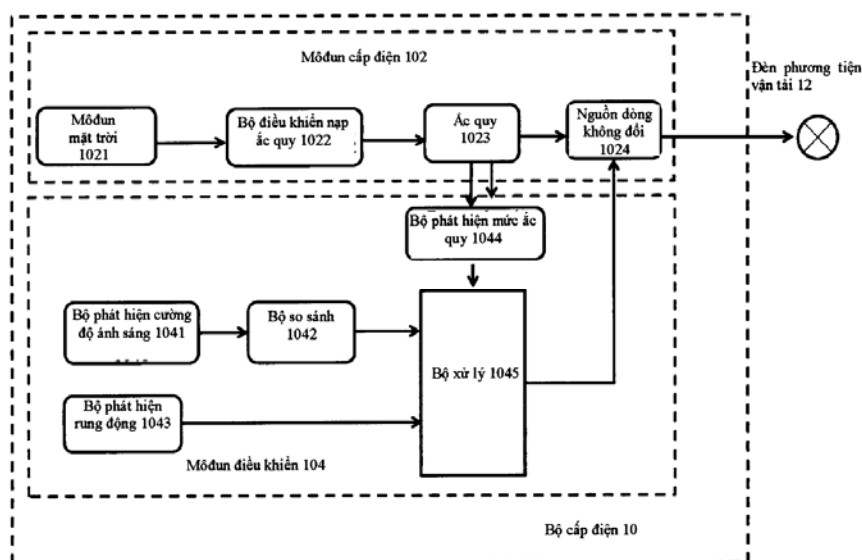 Môđun cấp điện 102
Đèn phương tiện
vận tải 12
Môđun
mặt trời
1021
Bộ điều khiển nạp
ắc quy 1022
Ắc quy
1023
Nguồn dòng
không đổi
1024
Bộ phát hiện mức ắc
quy 1044
Bộ phát hiện cường
độ ánh sáng 1041
Bộ so sánh
1042
Bộ xử lý 1045
Bộ phát hiện
rung động 1043
Môđun điều khiển 104
Bộ cấp điện 10